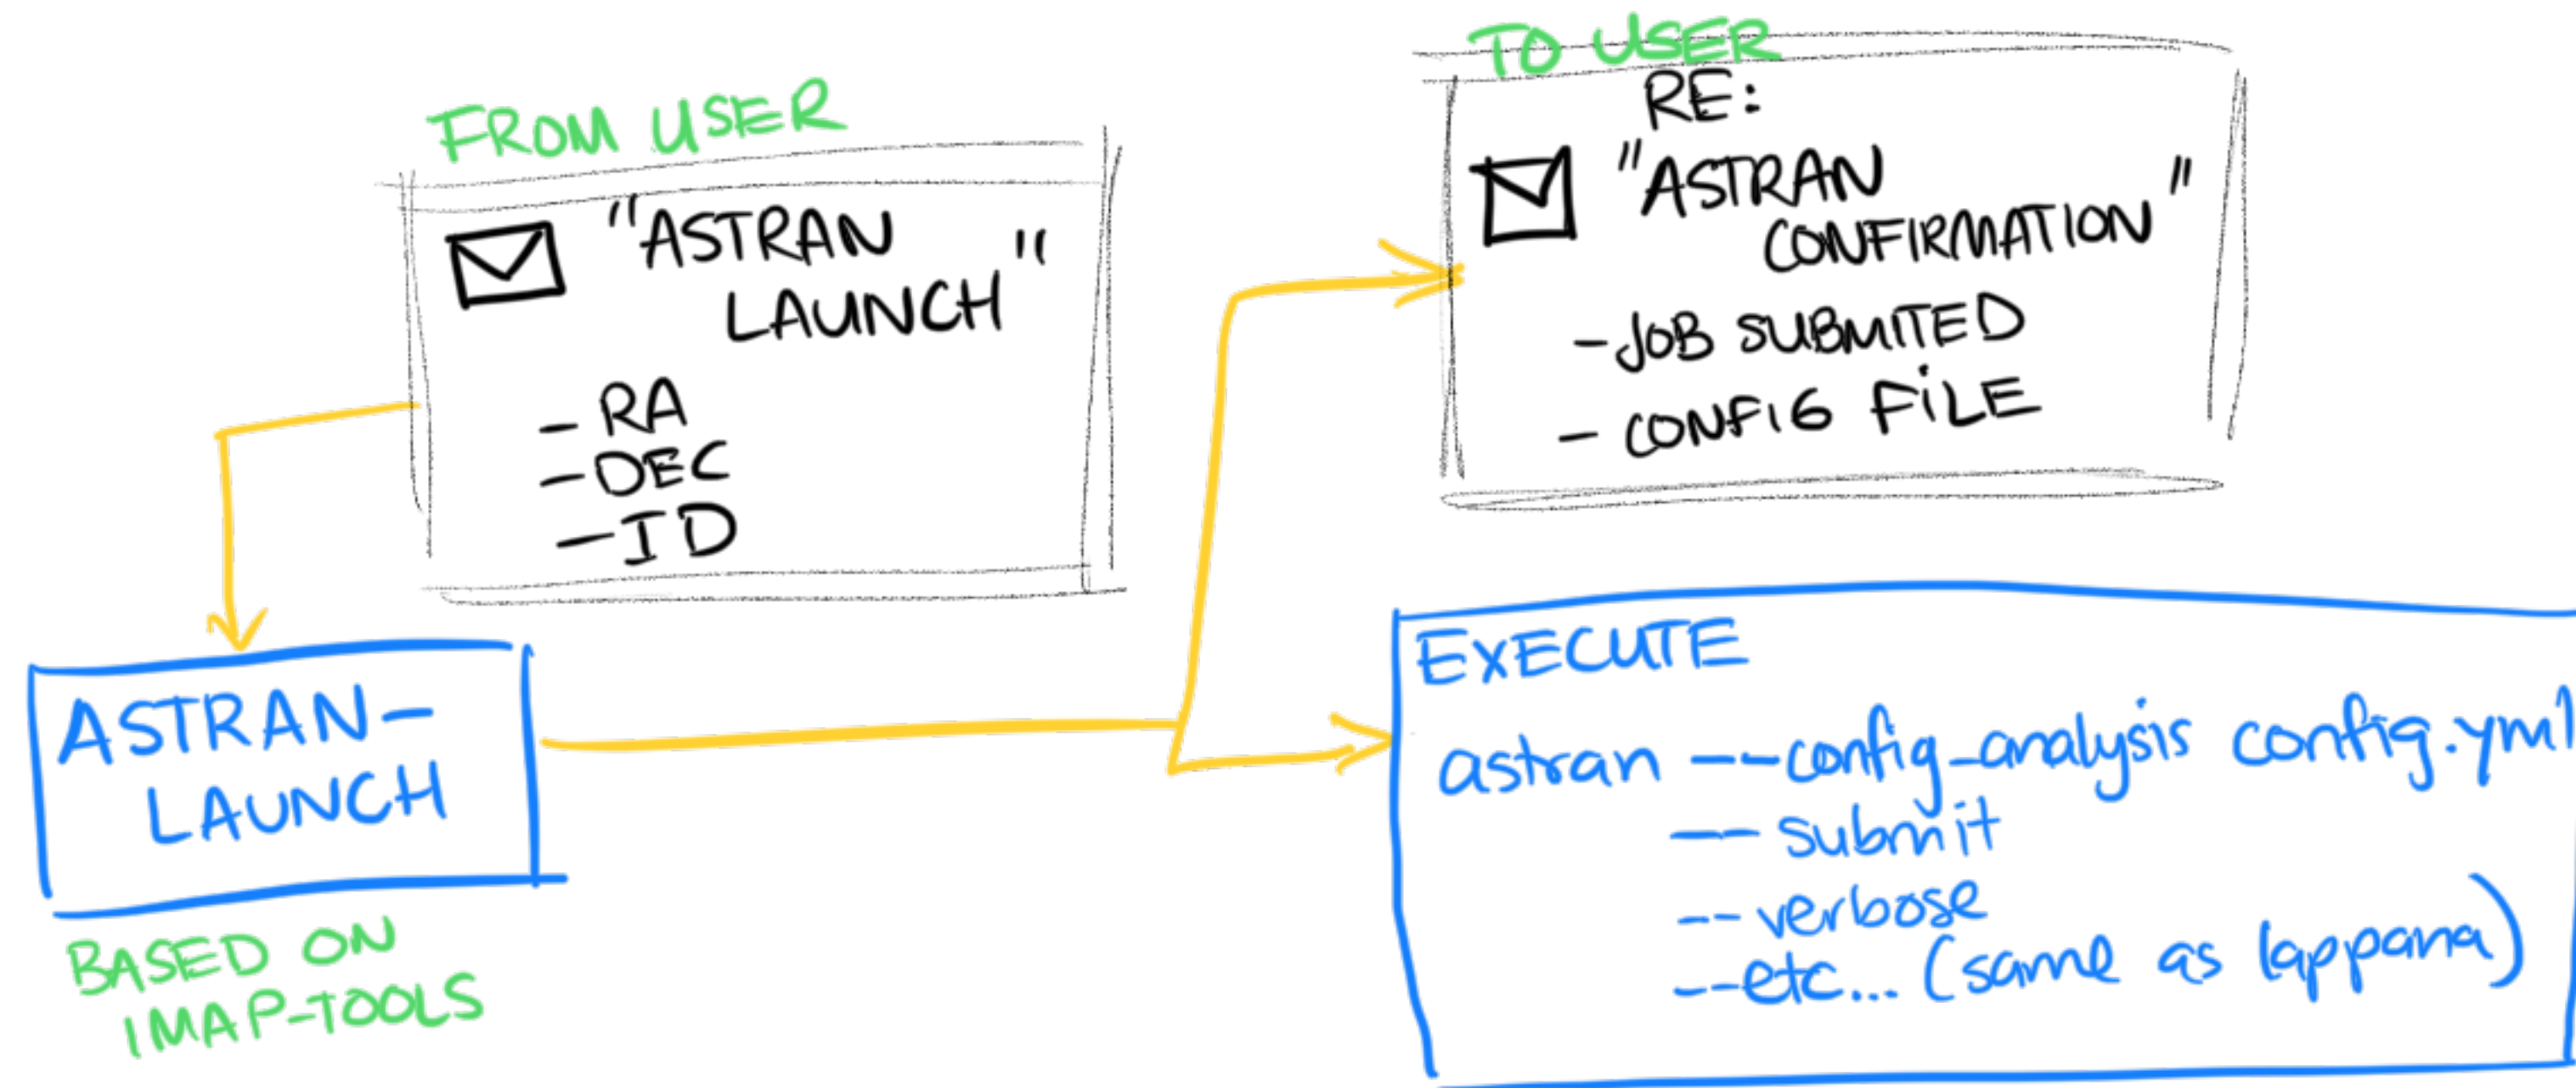 FROM USER
"ASTRAN
LAUNCH"
- RA
- DEC
- ID
TO USER
RE:
"ASTRAN
CONFIRMATION"
- JOB SUBMITED
- CONFIG FILE
ASTRAN-
LAUNCH
BASED ON
IMAP-TOOLS
EXECUTE
astran --config_analysis config.yml
--submit
--verbose
--etc... (same as lappana)